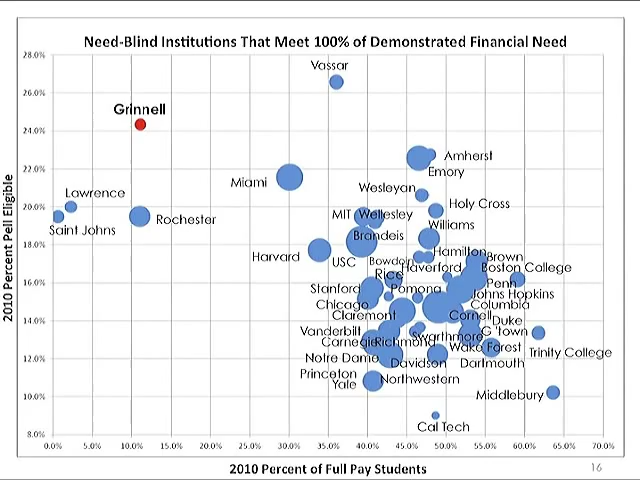 Need-Blind Institutions That Meet 100% of Demonstrated Financial Need
2010 Percent Pell Eligible
28.0%
26.0%
24.0%
22.0%
20.0%
18.0%
16.0%
14.0%
12.0%
10.0%
8.0%
Vassar
Grinnell
Amherst
Emory
Miami
Wesleyan
Lawrence
Holy Cross
MIT Wellesley
Saint Johns
Rochester
Williams
Brandeis
Harvard
USC
Bowdoin
Hamilton
Brown
Rice
Haverford
Boston College
Stanford
Pomona
Penn
Johns Hopkins
Chicago
Columbia
Claremont
Cornell
Duke
Vanderbilt
Swarthmore
G 'town
Carnegie
Richmond
Wake Forest
Trinity College
Notre Dame
Davidson
Dartmouth
Princeton
Yale
Northwestern
Middlebury
Cal Tech
0.0%
5.0%
10.0%
15.0%
20.0%
25.0%
30.0%
35.0%
40.0%
45.0%
50.0%
55.0%
60.0%
65.0%
70.0%
2010 Percent of Full Pay Students
16